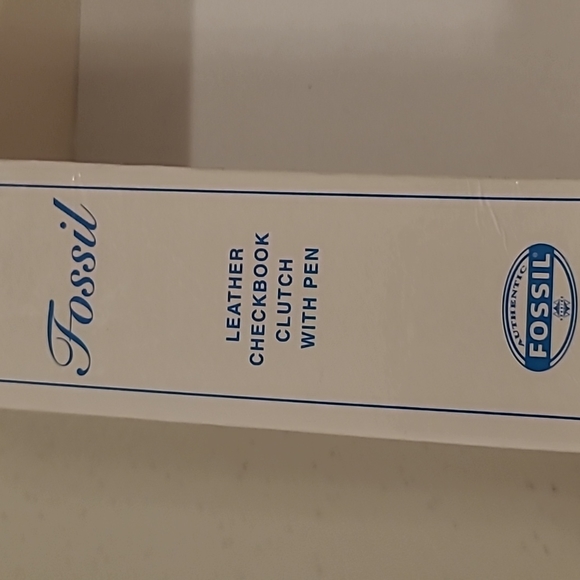 Fossil
LEATHER
CHECKBOOK
CLUTCH
WITH PEN
AUTHENTIC
FOSSIL